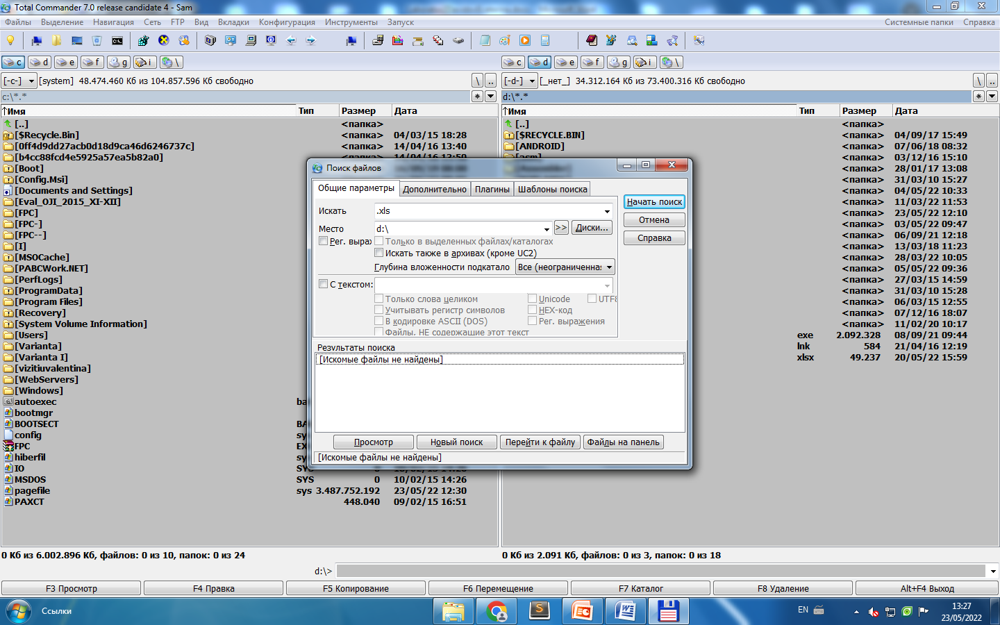 Total Commander 7.0 release candidate 4 - Sam
Файлы Выделение Навигация Сеть FTP Вид Вкладки Конфигурация Инструменты Запуск Системные папки Справка
c d e f g i \ c d e f g i \
[-c-] [system] 48.474.460 Кб из 104.857.596 Кб свободно \ .. [-d-] [_нет_] 34.312.164 Кб из 73.400.316 Кб свободно \ ..
c:\*.* * d:\*.* *
Имя Тип Размер Дата
[..] <папка>
[$Recycle.Bin] <папка> 04/03/15 18:28
[0ff4d9dd27acb0d18d9ca46d6246737c] <папка> 14/04/16 13:40
[b4cc88fcd4e5925a57ea5b82a0] <папка> 14/04/16 13:50
[Boot]
[Config.Msi]
[Documents and Settings]
[Eval_OJI_2015_XI-XII]
[FPC]
[FPC-]
[FPC--]
[I]
[MSOCache]
[PABCWork.NET]
[PerfLogs]
[ProgramData]
[Program Files]
[Recovery]
[System Volume Information]
[Users]
[Varianta]
[Varianta I]
[vizitiuvalentina]
[WebServers]
[Windows]
autoexec ba
bootmgr
BOOTSECT BA
config sy
FPC EX
hiberfil sy
IO SYS 0 10/02/15 14:26
MSDOS SYS 0 10/02/15 14:26
pagefile sys 3.487.752.192 23/05/22 12:30
PAXCT 448.040 09/02/15 16:51
0 Кб из 6.002.896 Кб, файлов: 0 из 10, папок: 0 из 24
Имя Тип Размер Дата
[..] <папка>
[$RECYCLE.BIN] <папка> 04/09/17 15:49
[ANDROID] <папка> 07/06/18 08:32
[asm] <папка> 03/12/16 15:10
<папка> 28/01/17 13:08
<папка> 31/03/10 15:27
<папка> 04/05/22 10:33
<папка> 11/03/22 11:53
<папка> 23/05/22 12:10
<папка> 03/05/22 09:47
<папка> 06/09/21 12:18
<папка> 13/03/18 11:23
<папка> 28/03/22 10:05
<папка> 05/05/22 09:36
<папка> 27/03/15 14:59
<папка> 31/03/10 15:28
<папка> 06/03/15 12:55
<папка> 07/12/16 18:07
<папка> 11/02/20 10:17
exe 2.092.328 08/09/21 09:44
lnk 584 21/04/16 12:19
xlsx 49.237 20/05/22 15:59
0 Кб из 2.091 Кб, файлов: 0 из 3, папок: 0 из 18
Поиск файлов
Общие параметры Дополнительно Плагины Шаблоны поиска
Искать .xls
Место d:\ >> Диски...
Рег. выраж Только в выделенных файлах/каталогах
Искать также в архивах (кроме UC2)
Глубина вложенности подкатало Все (неограниченна:
С текстом:
Только слова целиком Unicode UTF8
Учитывать регистр символов HEX-код
В кодировке ASCII (DOS) Рег. выражения
Файлы, НЕ содержащие этот текст
Начать поиск
Отмена
Справка
Результаты поиска
[Искомые файлы не найдены]
Просмотр Новый поиск Перейти к файлу Файлы на панель
[Искомые файлы не найдены]
d:\>
F3 Просмотр F4 Правка F5 Копирование F6 Перемещение F7 Каталог F8 Удаление Alt+F4 Выход
Ссылки EN 13:27
23/05/2022